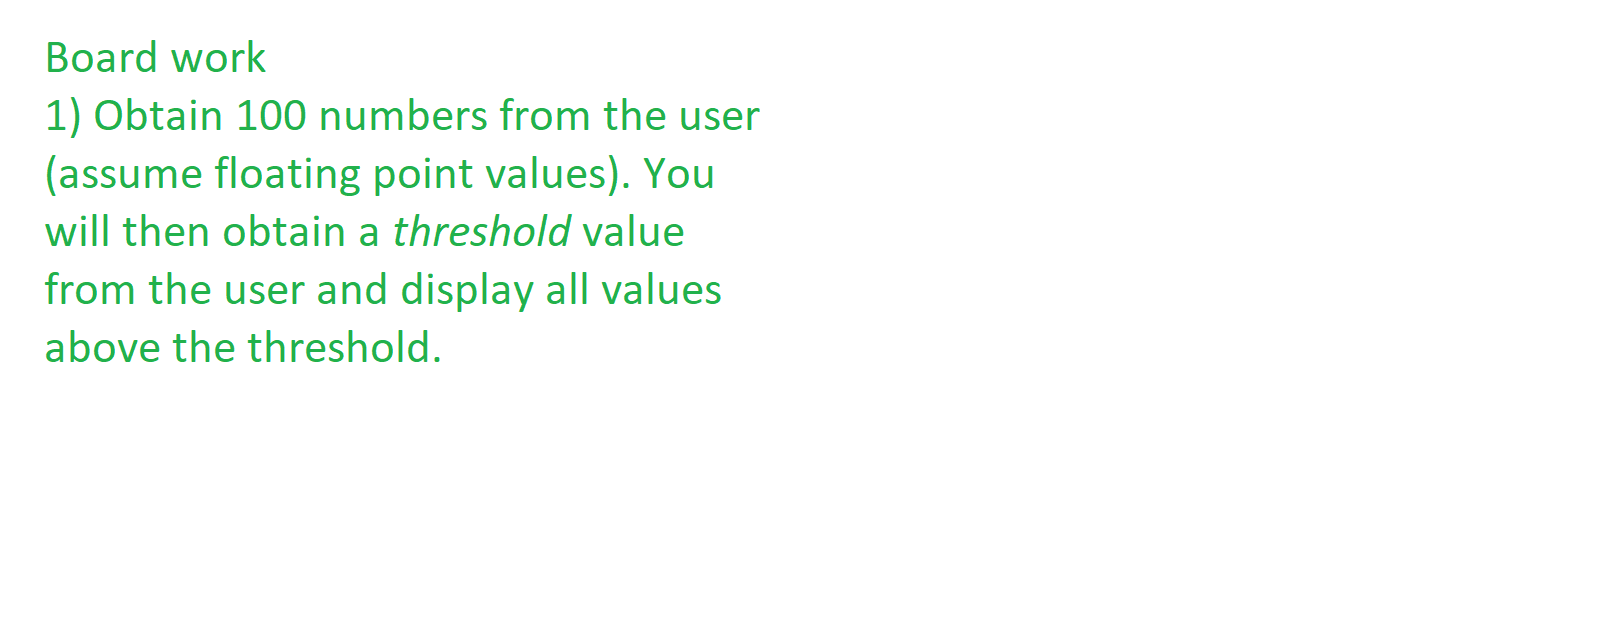 Board work
1) Obtain 100 numbers from the user
(assume floating point values). You
will then obtain a threshold value
from the user and display all values
above the threshold.